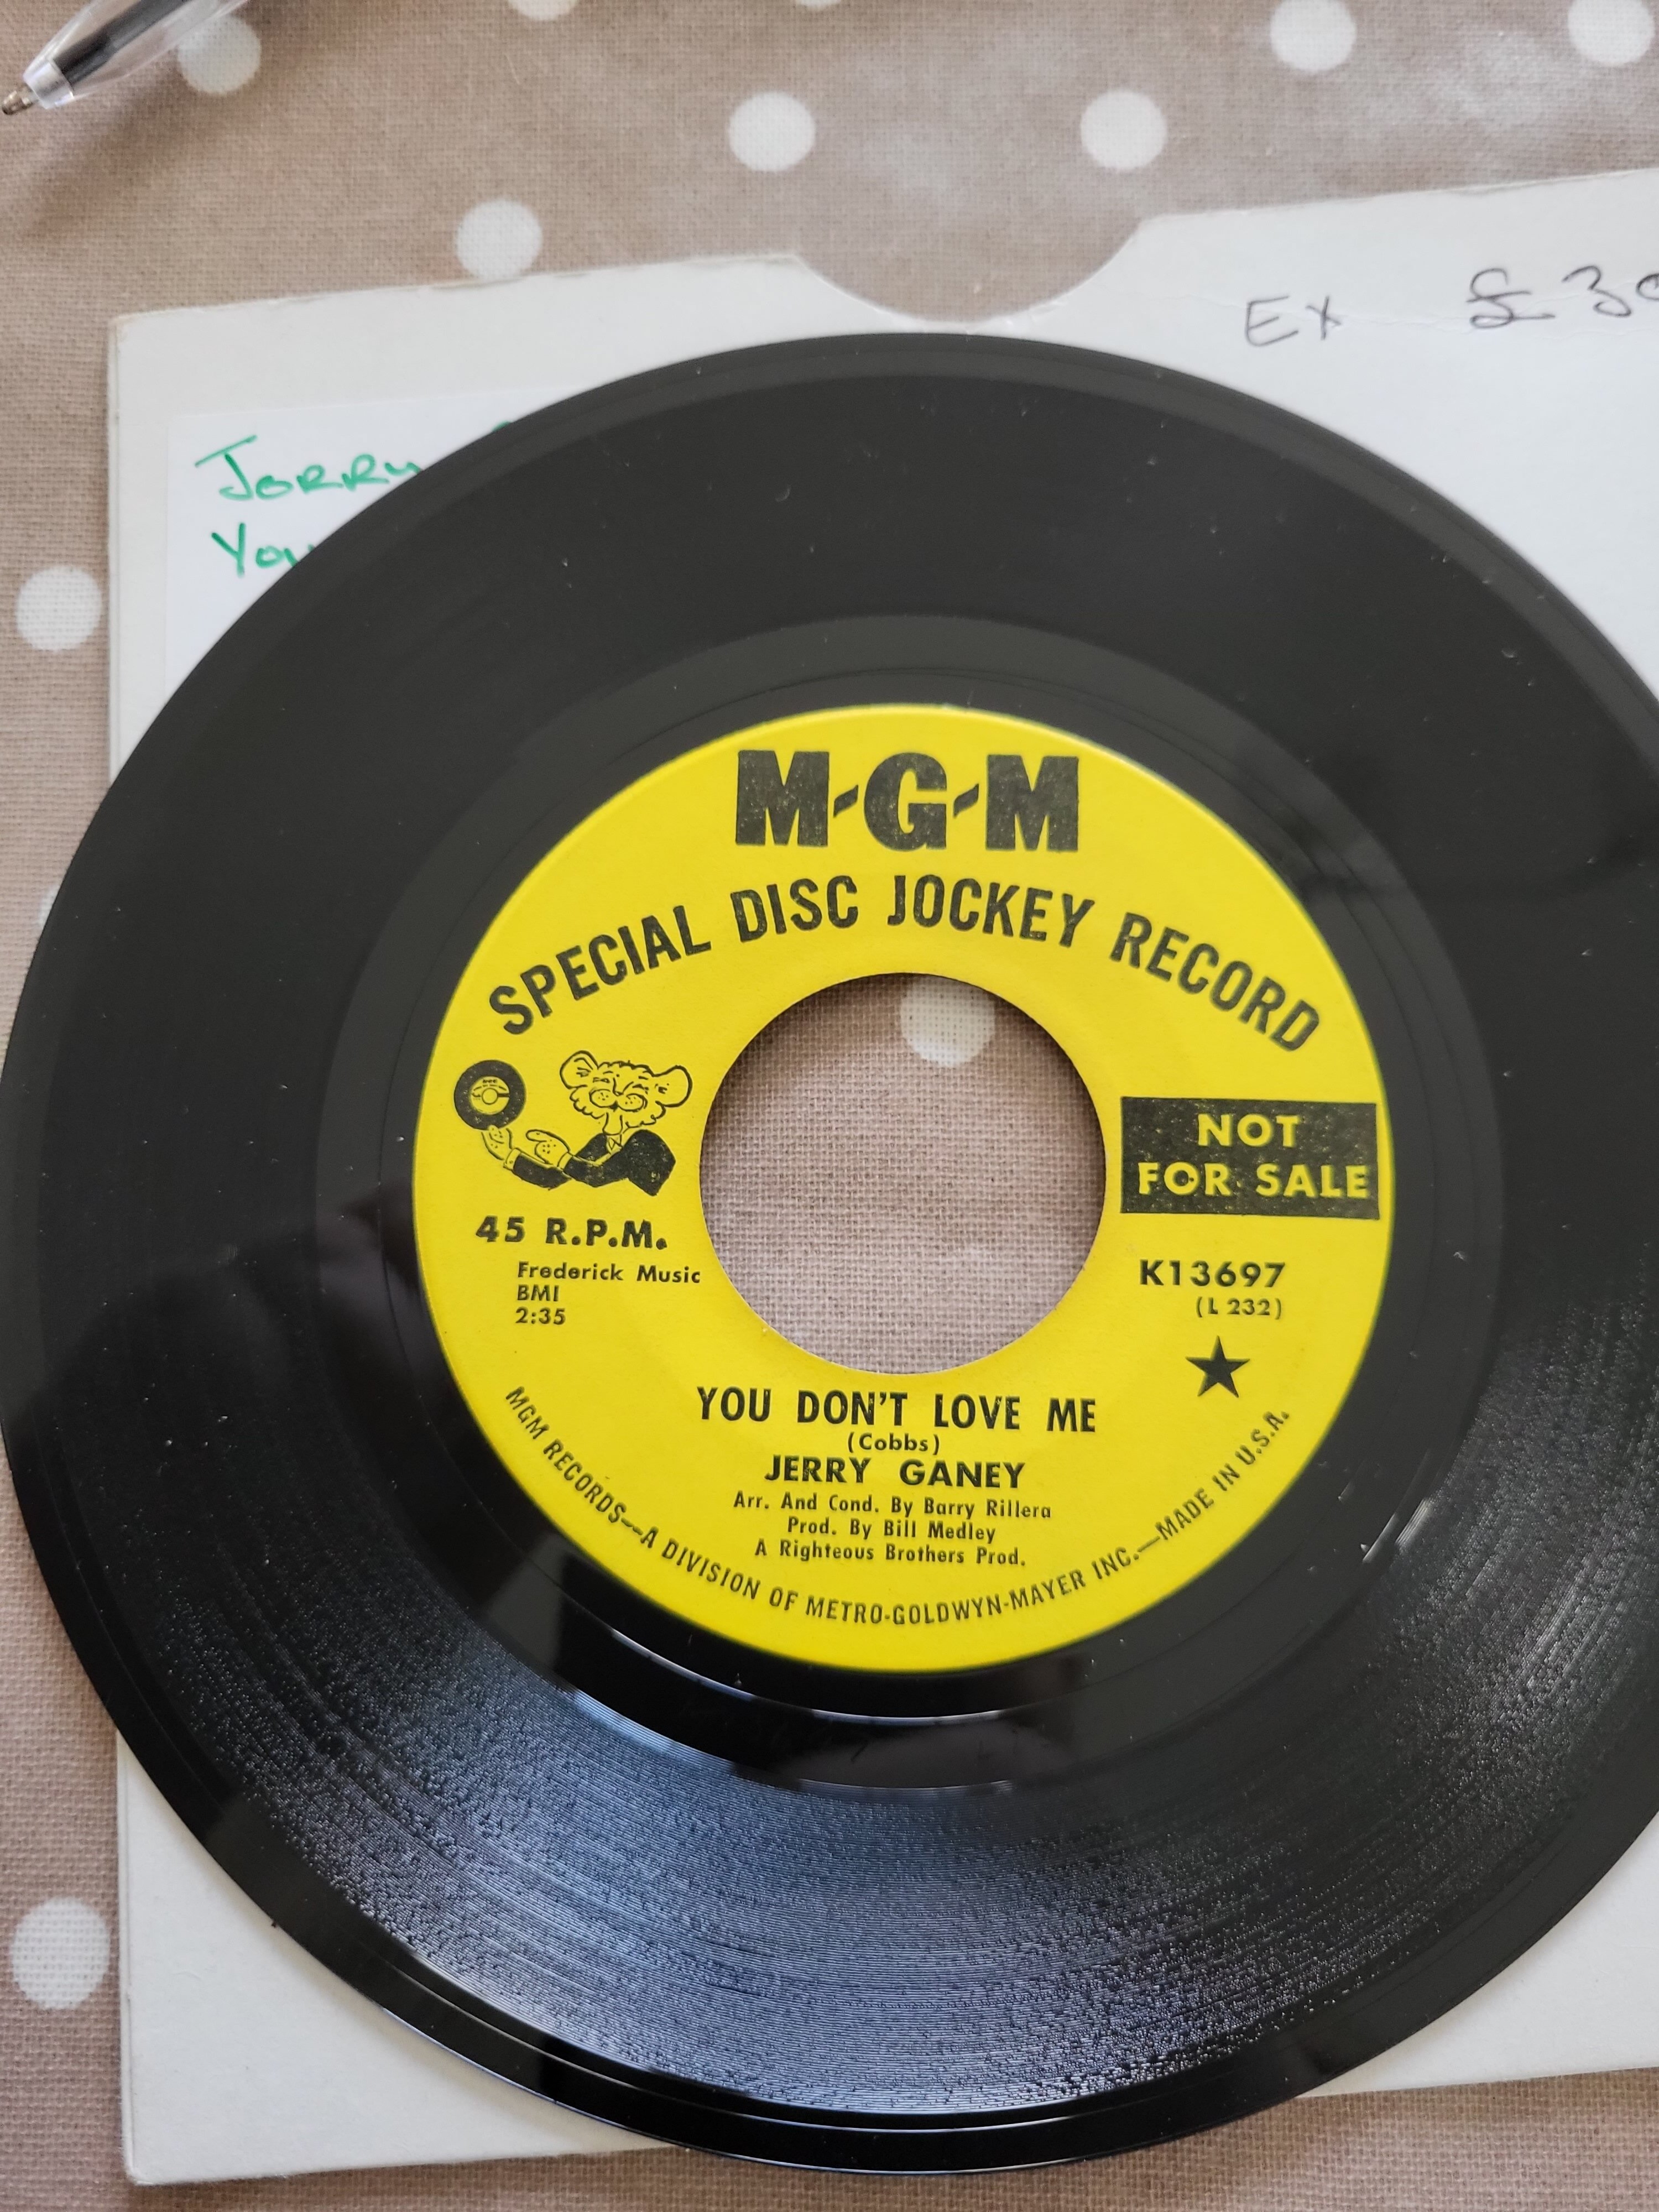 Ex
JERRY
M-G-M
SPECIAL DISC JOCKEY RECORD
NOT
FOR SALE
45 R.P.M.
Frederick Music
BMI
2:35
K13697
(L 232)
YOU DON'T LOVE ME
(Cobbs)
JERRY GANEY
Arr. And Cond. By Barry Rillera
Prod. By Bill Medley
A Righteous Brothers Prod.
MGM RECORDS—A DIVISION OF METRO-GOLDWYN-MAYER INC.—MADE IN U.S.A.